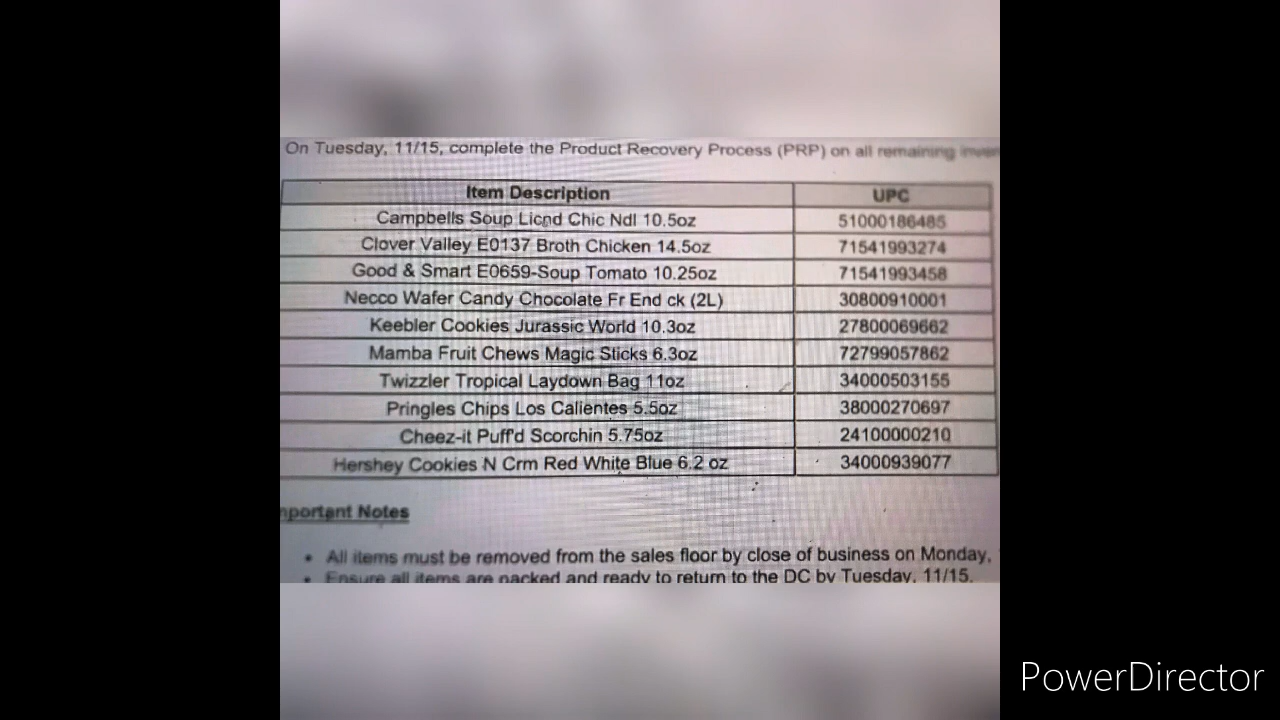 On Tuesday, 11/15, complete the Product Recovery Process (PRP) on all remaining
Item Description UPC
Campbells Soup Licnd Chic Ndl 10.5oz 51000186485
Clover Valley E0137 Broth Chicken 14.5oz 71541993274
Good & Smart E0659-Soup Tomato 10.25oz 71541993458
Necco Wafer Candy Chocolate Fr End ck (2L) 30800910001
Keebler Cookies Jurassic World 10.3oz 27800069662
Mamba Fruit Chews Magic Sticks 6.3oz 72799057862
Twizzler Tropical Laydown Bag 11oz 34000503155
Pringles Chips Los Calientes 5.5oz 38000270697
Cheez-it Puff'd Scorchin 5.75oz 24100000210
Hershey Cookies N Crm Red White Blue 6.2 oz 34000939077
mportant Notes
• All items must be removed from the sales floor by close of business on Monday,
• Ensure all items are packed and ready to return to the DC by Tuesday, 11/15.
PowerDirector